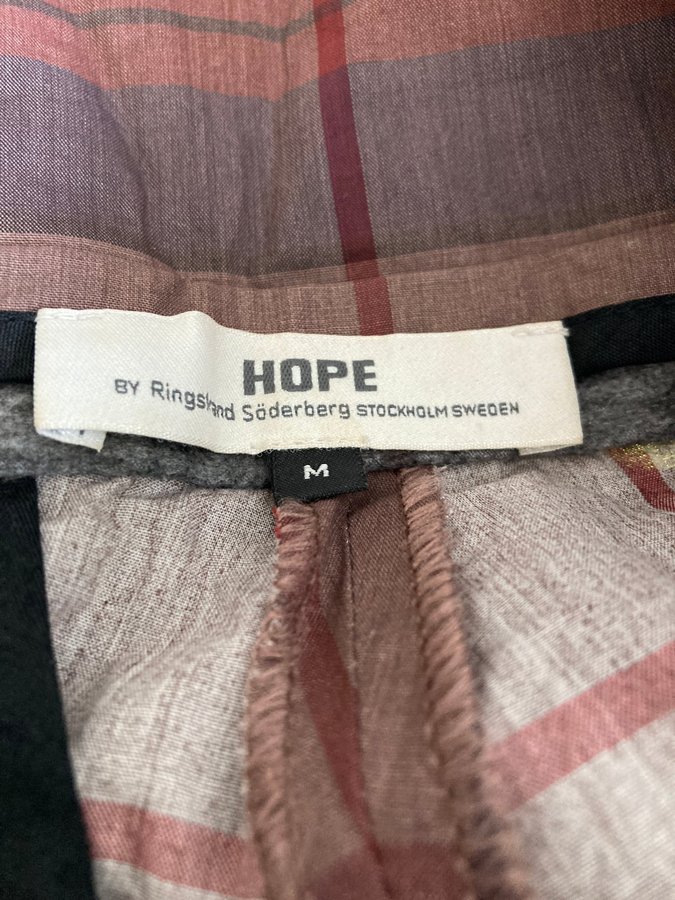 HOPE
BY Ringstrand Söderberg STOCKHOLM SWEDEN
M